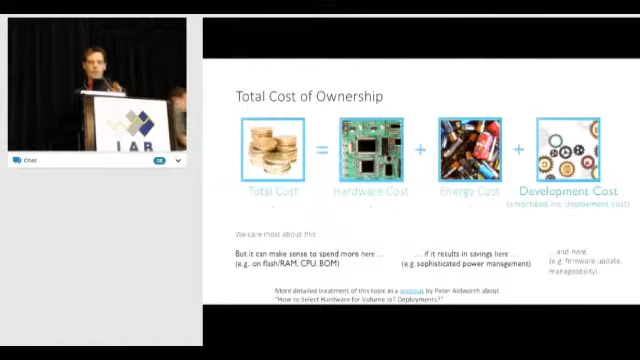 LAB
Chat
28
Total Cost of Ownership
=
+
+
Total Cost
Hardware Cost
Energy Cost
Development Cost
(amortized inc. deployment cost)
We care most about this
But it can make sense to spend more here ...
(e.g. on flash/RAM, CPU, BOM)
... if it results in savings here ...
(e.g. sophisticated power management)
... and here.
(e.g. firmware update,
manageability)
More detailed treatment of this topic in a webinar by Peter Aldworth about
"How to Select Hardware for Volume IoT Deployments?"